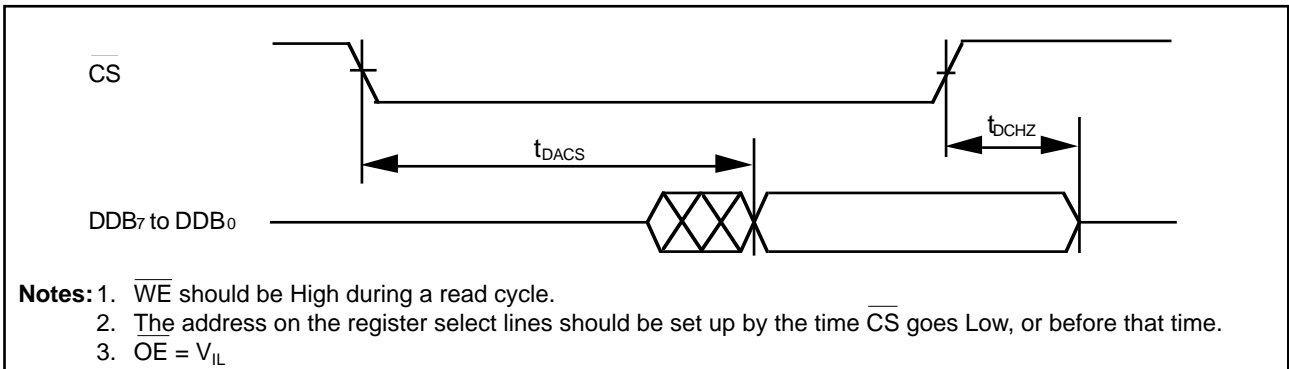 CS
tDCHZ
tDACS
DDB7 to DDB0
Notes: 1. WE should be High during a read cycle.
2. The address on the register select lines should be set up by the time CS goes Low, or before that time.
3. OE = VIL